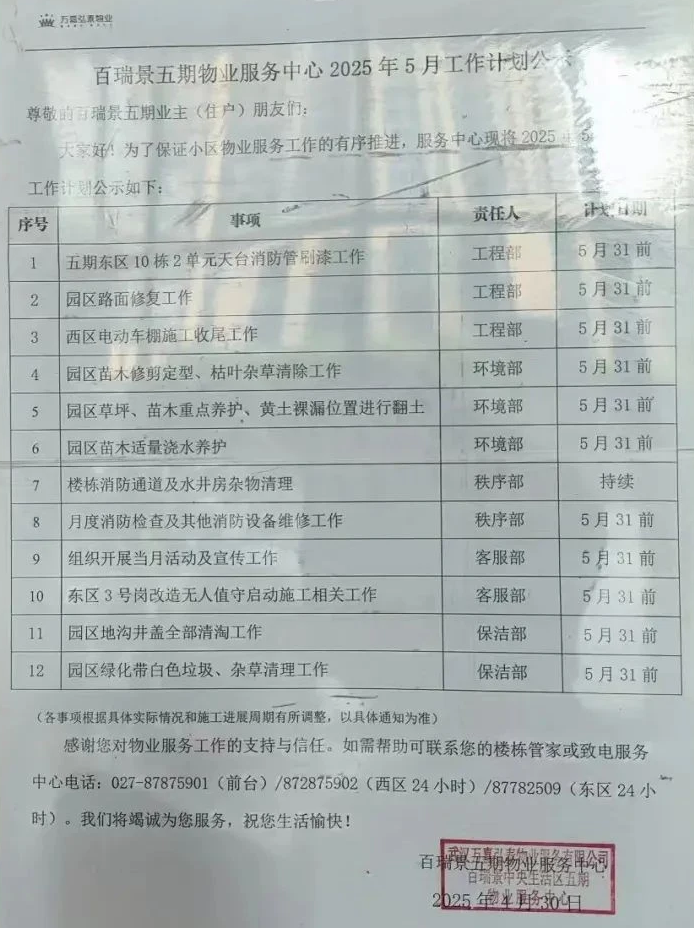 万嘉弘泰物业
百瑞景五期物业服务中心 2025 年 5 月工作计划公示
尊敬的百瑞景五期业主（住户）朋友们：
大家好！为了保证小区物业服务工作的有序推进，服务中心现将 2025 年 5
工作计划公示如下：
序号 事项 责任人 计划日期
1 五期东区 10 栋 2 单元天台消防管刷漆工作 工程部 5 月 31 前
2 园区路面修复工作 工程部 5 月 31 前
3 西区电动车棚施工收尾工作 工程部 5 月 31 前
4 园区苗木修剪定型、枯叶杂草清除工作 环境部 5 月 31 前
5 园区草坪、苗木重点养护、黄土裸漏位置进行翻土 环境部 5 月 31 前
6 园区苗木适量浇水养护 环境部 5 月 31 前
7 楼栋消防通道及水井房杂物清理 秩序部 持续
8 月度消防检查及其他消防设备维修工作 秩序部 5 月 31 前
9 组织开展当月活动及宣传工作 客服部 5 月 31 前
10 东区 3 号岗改造无人值守启动施工相关工作 客服部 5 月 31 前
11 园区地沟井盖全部清淘工作 保洁部 5 月 31 前
12 园区绿化带白色垃圾、杂草清理工作 保洁部 5 月 31 前
（各事项根据具体实际情况和施工进展周期有所调整，以具体通知为准）
感谢您对物业服务工作的支持与信任。如需帮助可联系您的楼栋管家或致电服务
中心电话：027-87875901（前台）/872875902（西区 24 小时）/87782509（东区 24 小
时）。我们将竭诚为您服务，祝您生活愉快！
武汉万嘉弘泰物业服务有限公司
百瑞景五期物业服务中心
百瑞景中央生活区五期
物业服务中心
2025 年 4 月 30 日